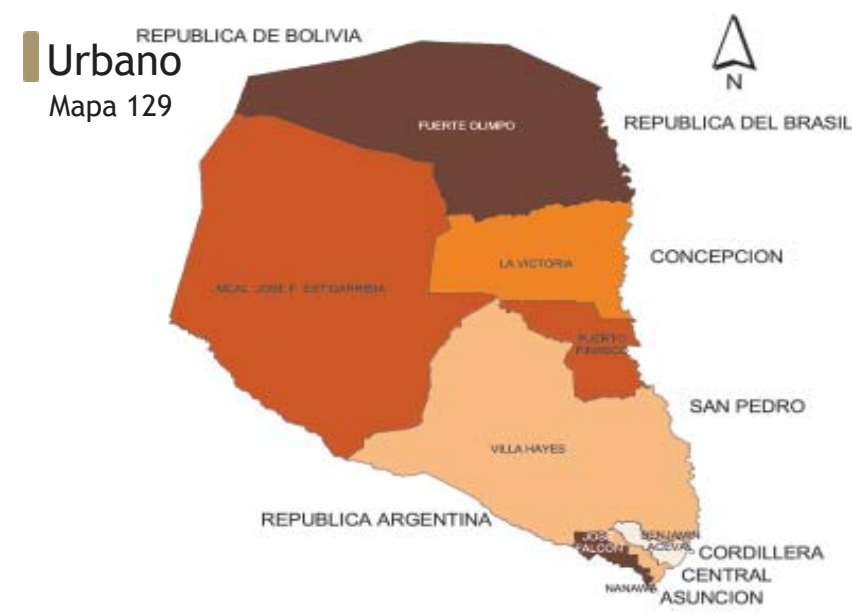 REPUBLICA DE BOLIVIA
Urbano
Mapa 129
N
FUERTE OLIMPO
REPUBLICA DEL BRASIL
CONCEPCION
LA VICTORIA
MCAL. JOSE F. ESTIGARRIBIA
PUERTO
PINASCO
SAN PEDRO
VILLA HAYES
REPUBLICA ARGENTINA
JOSE
FALCON
BENJAMIN
ACEVAL
CORDILLERA
CENTRAL
NANAWA
ASUNCION